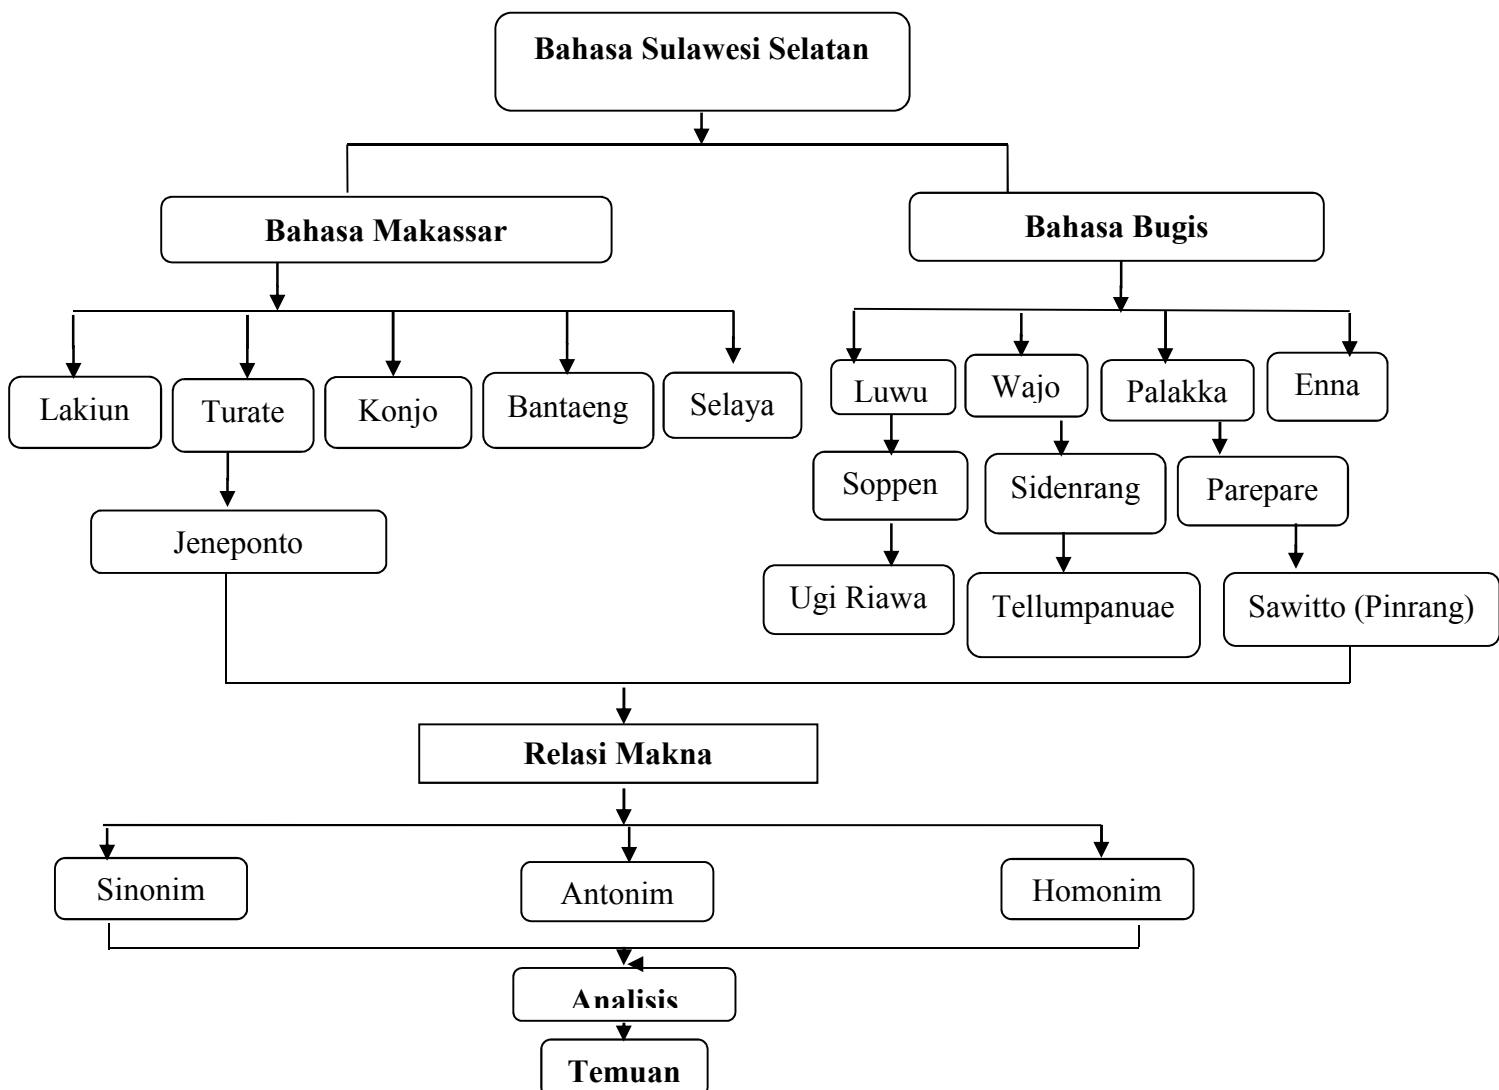 Bahasa Sulawesi Selatan
Bahasa Makassar
Bahasa Bugis
Lakiun
Turate
Konjo
Bantaeng
Selaya
Luwu
Wajo
Palakka
Enna
Soppen
Sidenrang
Parepare
Jeneponto
Ugi Riawa
Tellumpanuae
Sawitto (Pinrang)
Relasi Makna
Sinonim
Antonim
Homonim
Analisis
Temuan